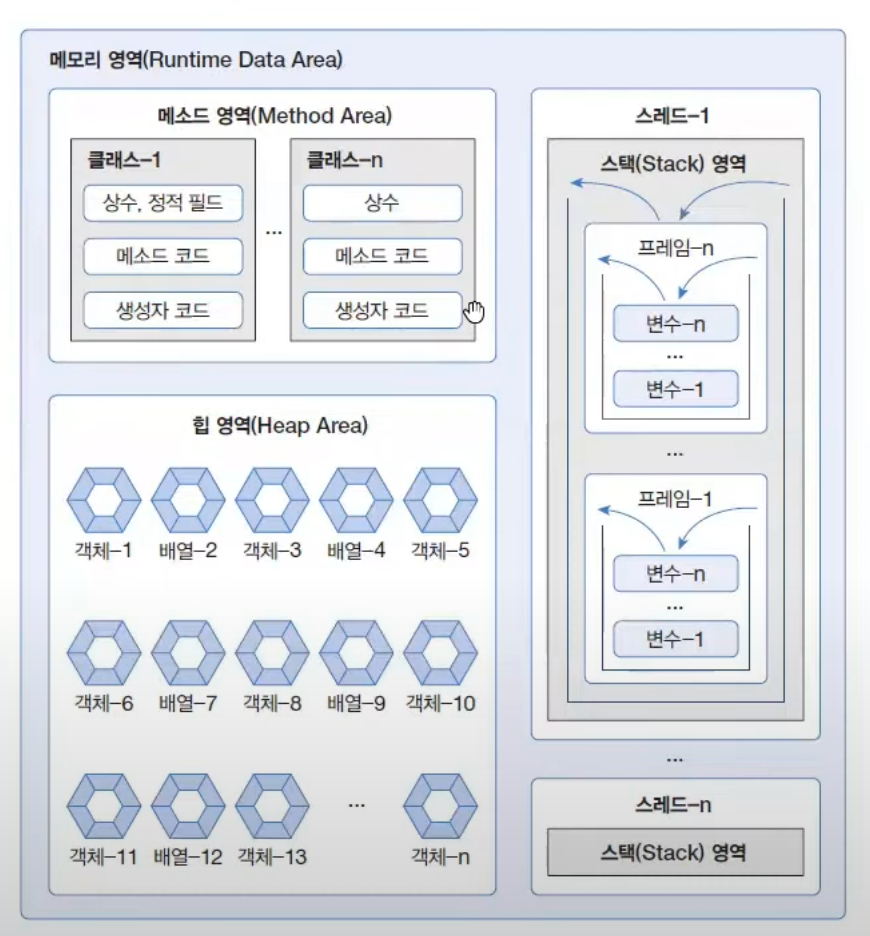 메모리 영역(Runtime Data Area)
메소드 영역(Method Area)
클래스–1
상수, 정적 필드
메소드 코드
생성자 코드
...
클래스–n
상수
메소드 코드
생성자 코드
힙 영역(Heap Area)
객체–1 배열–2 객체–3 배열–4 객체–5
객체–6 배열–7 객체–8 배열–9 객체–10
...
객체–11 배열–12 객체–13 객체–n
스레드–1
스택(Stack) 영역
프레임–n
변수–n
...
변수–1
...
프레임–1
변수–n
...
변수–1
...
스레드–n
스택(Stack) 영역